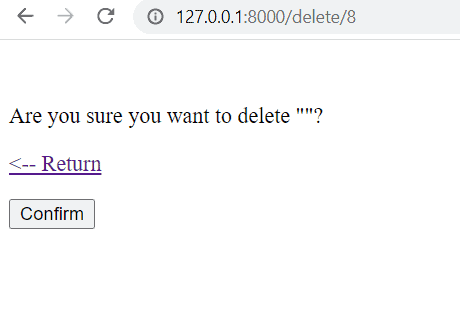 127.0.0.1:8000/delete/8
Are you sure you want to delete ""?
<-- Return
Confirm